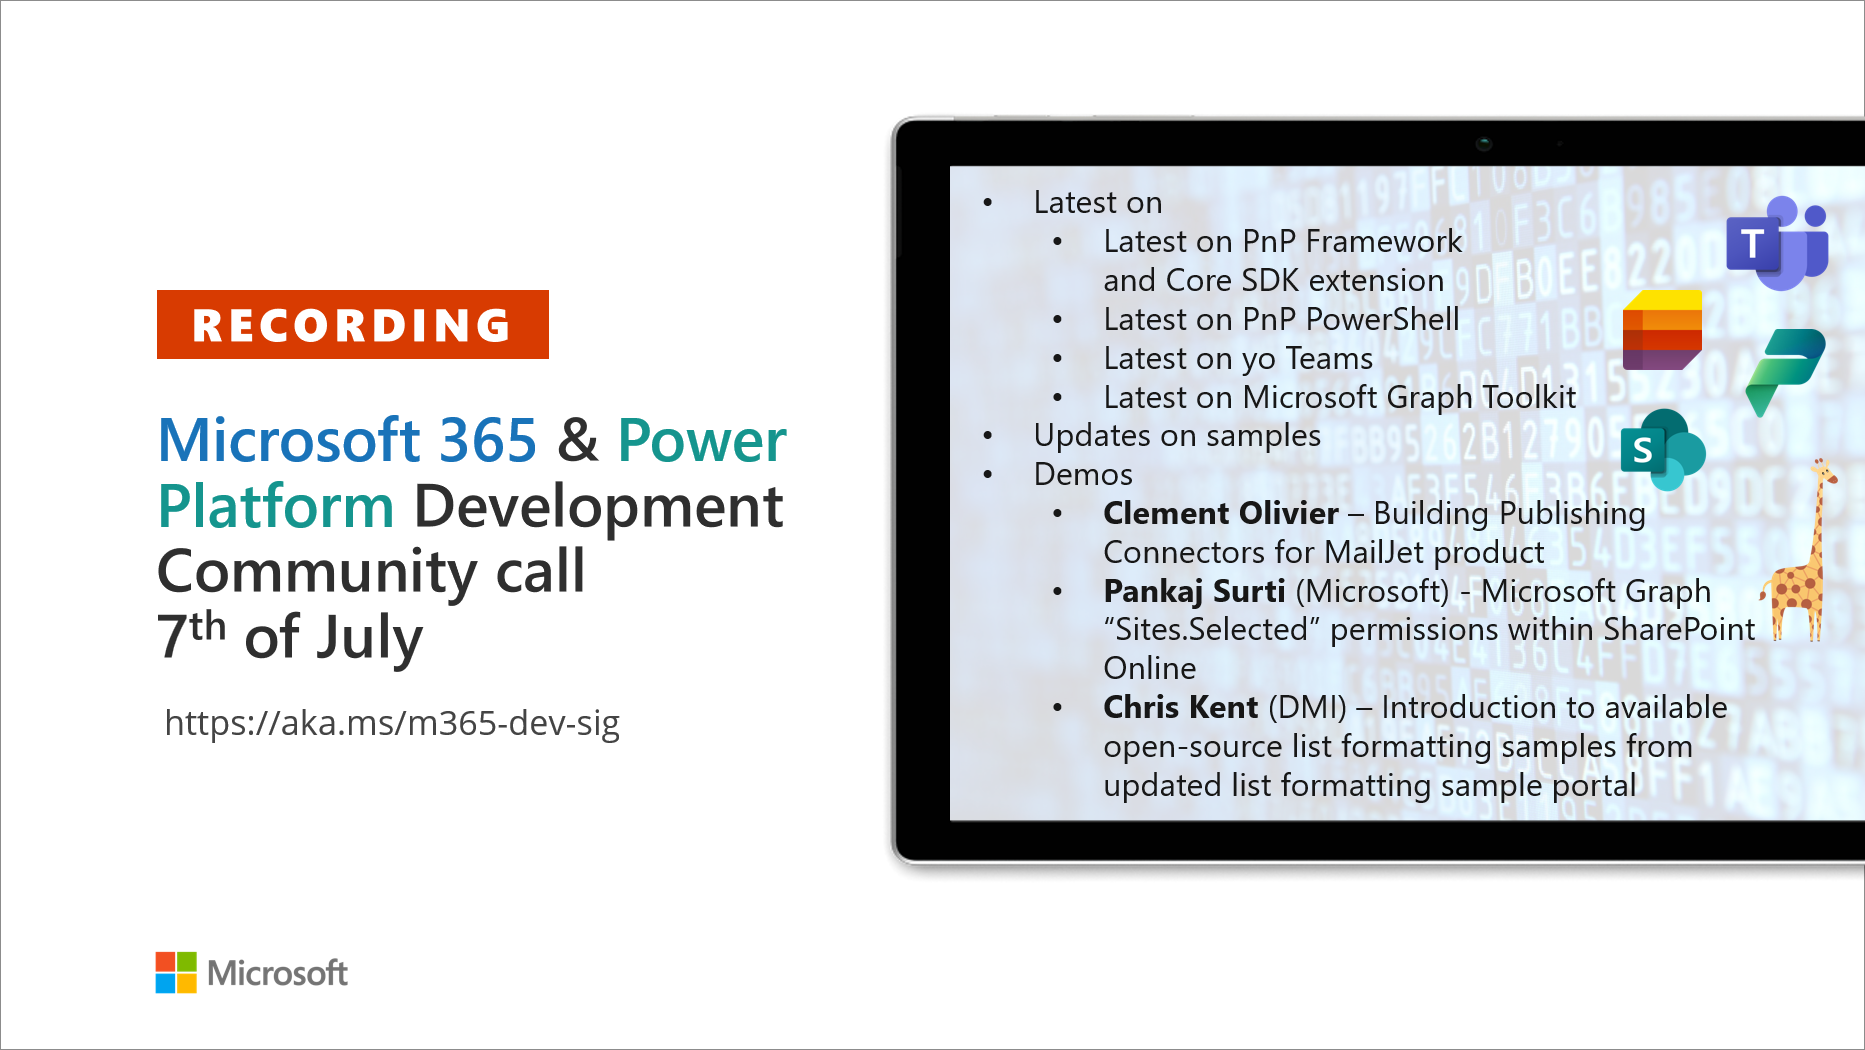 RECORDING
Microsoft 365 & Power
Platform Development
Community call
7th of July
https://aka.ms/m365-dev-sig
Microsoft
• Latest on
• Latest on PnP Framework
and Core SDK extension
• Latest on PnP PowerShell
• Latest on yo Teams
• Latest on Microsoft Graph Toolkit
• Updates on samples
• Demos
• Clement Olivier – Building Publishing
Connectors for MailJet product
• Pankaj Surti (Microsoft) - Microsoft Graph
“Sites.Selected” permissions within SharePoint
Online
• Chris Kent (DMI) – Introduction to available
open-source list formatting samples from
updated list formatting sample portal
T
S